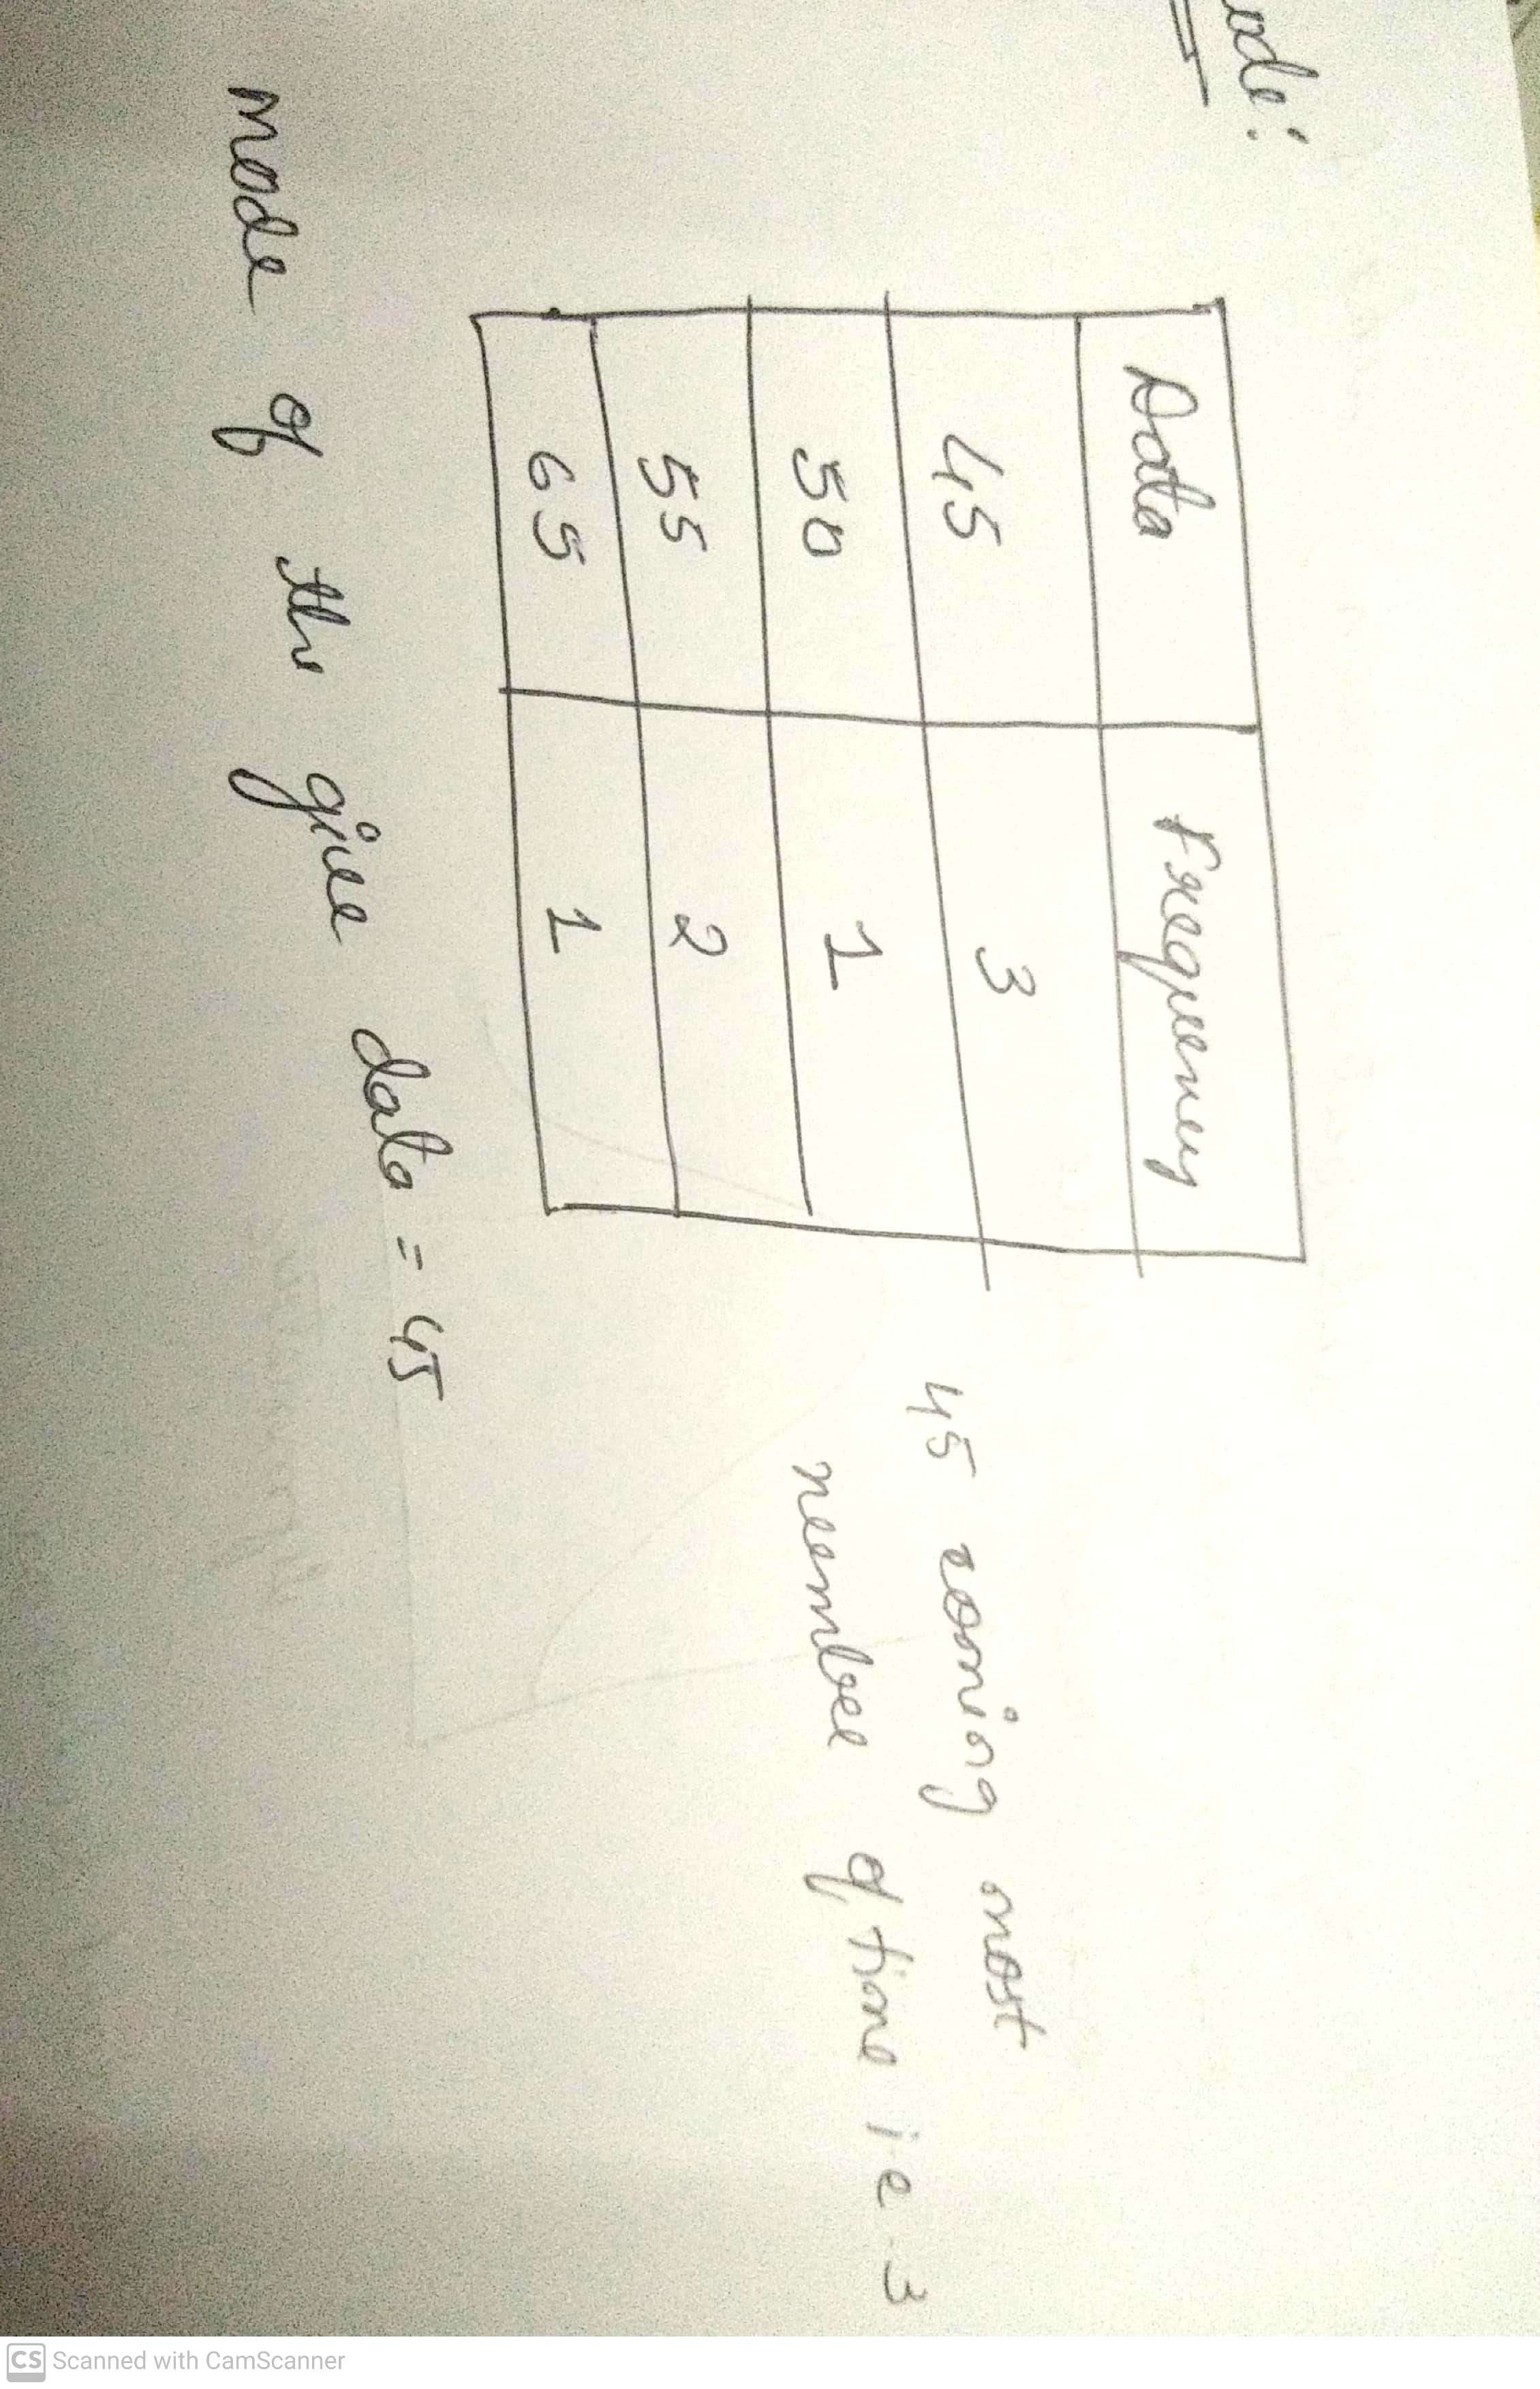 ode:
Data Frequency
45 3
50 1
55 2
65 1
45 coming most
number of time i.e. 3
mode of the give data = 45
CS Scanned with CamScanner